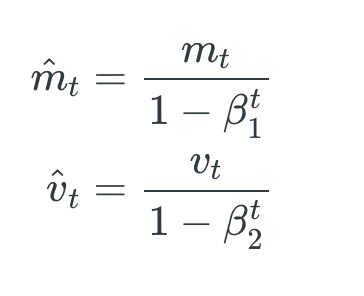 m̂_t = m_t / (1 − β_1^t)
v̂_t = v_t / (1 − β_2^t)